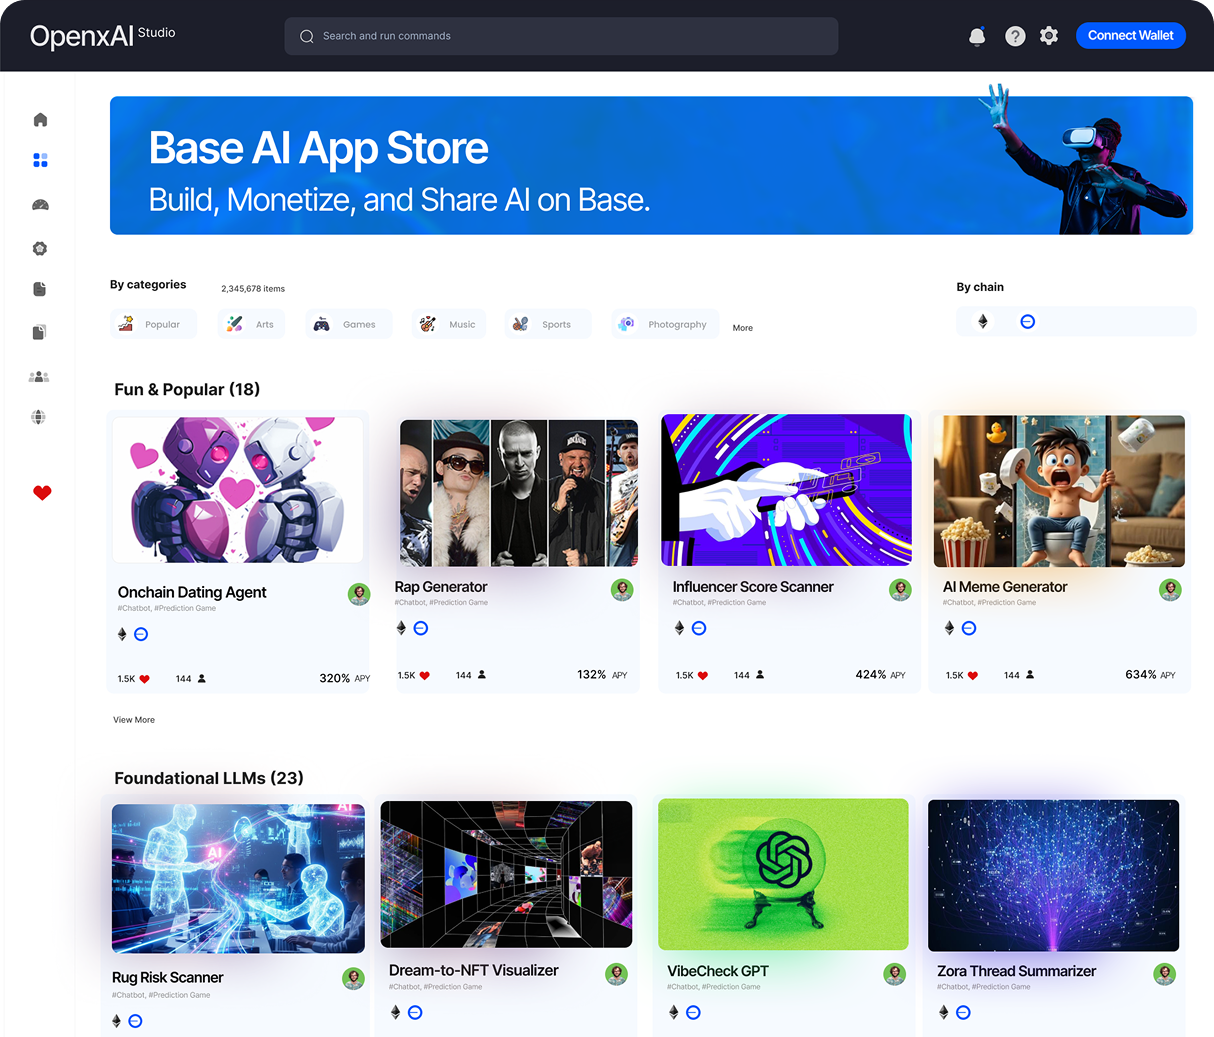 OpenxAI Studio
Search and run commands
?
Connect Wallet
Base AI App Store
Build, Monetize, and Share AI on Base.
By categories
2,345,678 items
By chain
Popular
Arts
Games
Music
Sports
Photography
More
Fun & Popular (18)
Onchain Dating Agent
#Chatbot, #Prediction Game
1.5K
144
320% APY
Rap Generator
#Chatbot, #Prediction Game
1.5K
144
132% APY
Influencer Score Scanner
#Chatbot, #Prediction Game
1.5K
144
424% APY
AI Meme Generator
#Chatbot, #Prediction Game
1.5K
144
634% APY
View More
Foundational LLMs (23)
AI
AI
Rug Risk Scanner
#Chatbot, #Prediction Game
Dream-to-NFT Visualizer
#Chatbot, #Prediction Game
VibeCheck GPT
#Chatbot, #Prediction Game
Zora Thread Summarizer
#Chatbot, #Prediction Game